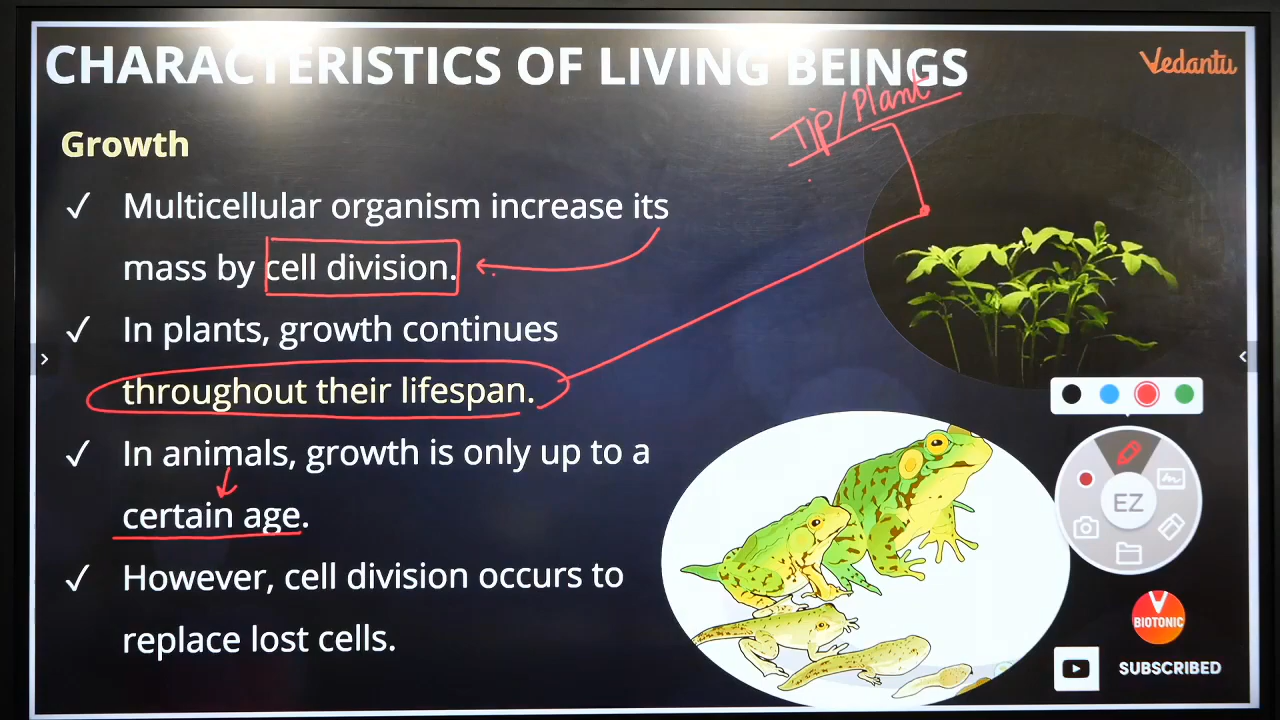 CHARACTERISTICS OF LIVING BEINGS
Vedantu
Tip/Plant
Growth
✓ Multicellular organism increase its
mass by cell division.
✓ In plants, growth continues
throughout their lifespan.
✓ In animals, growth is only up to a
certain age.
✓ However, cell division occurs to
replace lost cells.
EZ
V
BIOTONIC
SUBSCRIBED